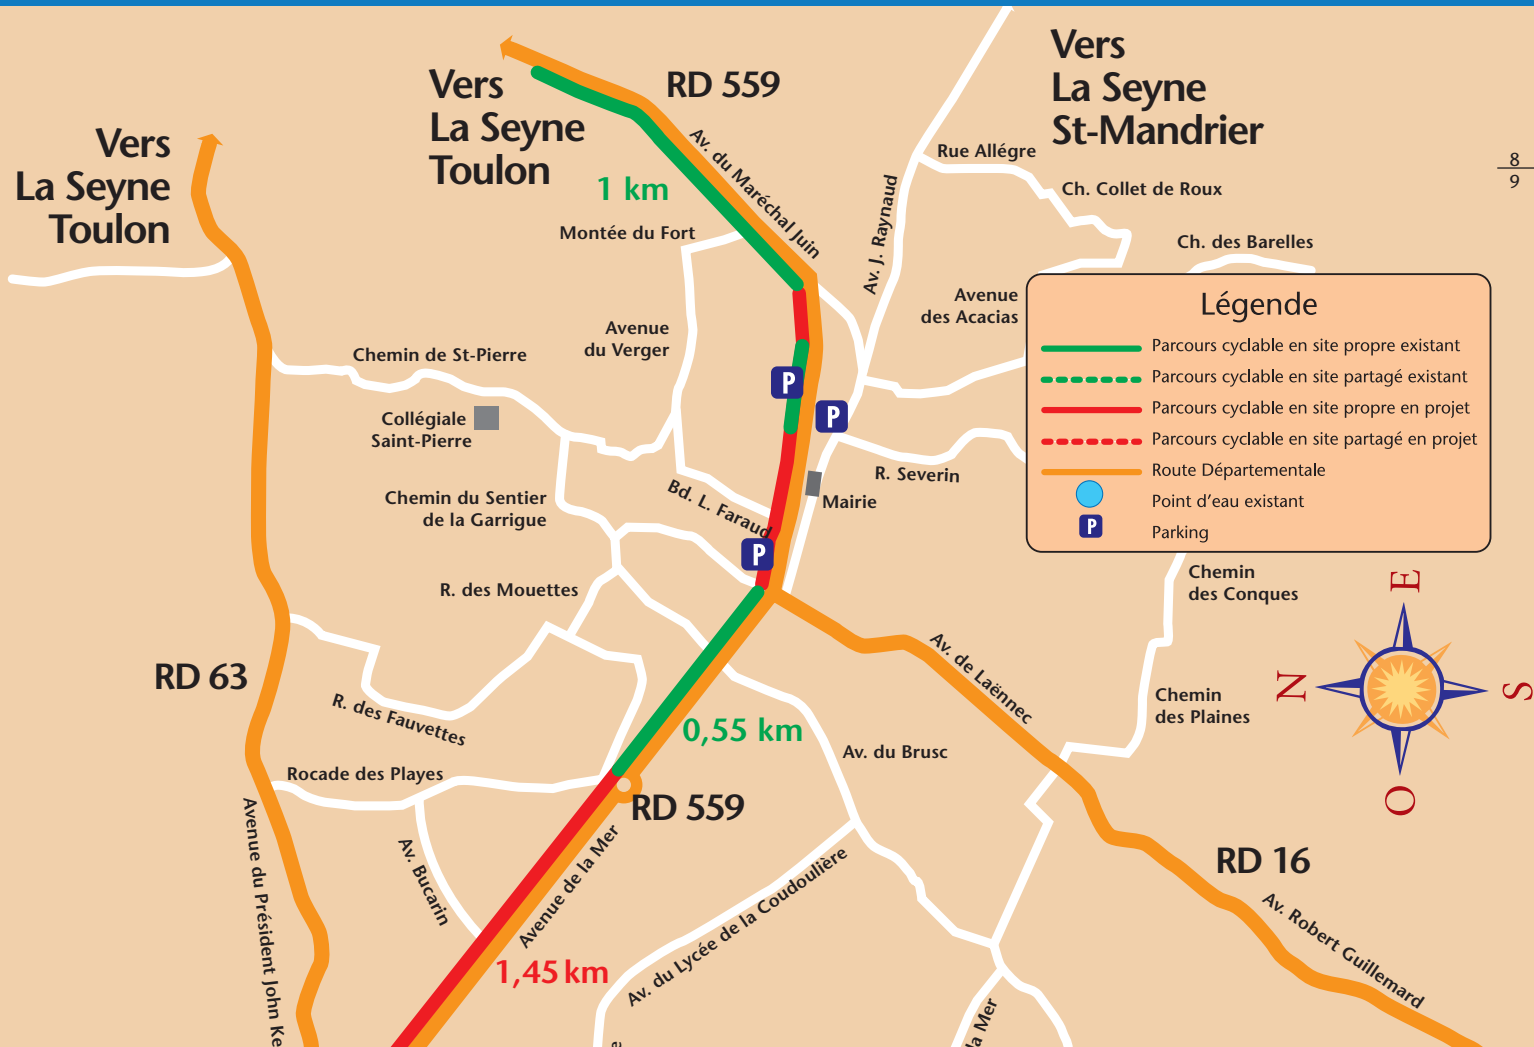 Vers
La Seyne
Toulon
Vers
La Seyne
Toulon
RD 559
Vers
La Seyne
St-Mandrier
8
9
1 km
Av. du Maréchal Juin
Montée du Fort
Av. J. Raynaud
Rue Allégre
Ch. Collet de Roux
Ch. des Barelles
Avenue
des Acacias
Avenue
du Verger
Chemin de St-Pierre
Collégiale
Saint-Pierre
P
P
R. Severin
Mairie
Bd. L. Faraud
P
Chemin du Sentier
de la Garrigue
R. des Mouettes
Légende
Parcours cyclable en site propre existant
Parcours cyclable en site partagé existant
Parcours cyclable en site propre en projet
Parcours cyclable en site partagé en projet
Route Départementale
Point d'eau existant
P
Parking
Chemin
des Conques
E
N
S
O
Chemin
des Plaines
Av. de Laënnec
RD 63
R. des Fauvettes
0,55 km
Av. du Brusc
Rocade des Playes
RD 559
Avenue du Président John Ke
Av. Bucarin
Avenue de la Mer
1,45 km
Av. du Lycée de la Coudoulière
RD 16
Av. Robert Guillemard
la Mer
e